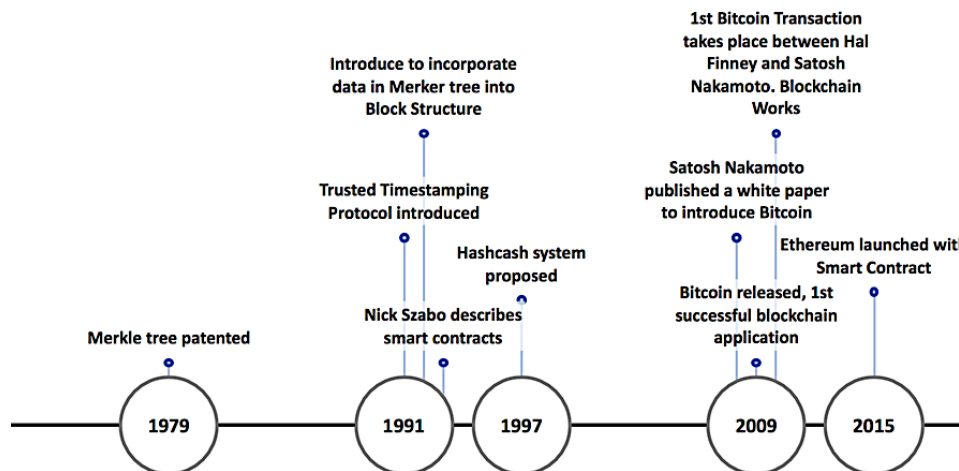 1st Bitcoin Transaction
takes place between Hal
Finney and Satosh
Nakamoto. Blockchain
Works
Introduce to incorporate
data in Merker tree into
Block Structure
Satosh Nakamoto
published a white paper
to introduce Bitcoin
Trusted Timestamping
Protocol introduced
Hashcash system
proposed
Ethereum launched with
Smart Contract
Bitcoin released, 1st
successful blockchain
application
Nick Szabo describes
smart contracts
Merkle tree patented
1979
1991
1997
2009
2015